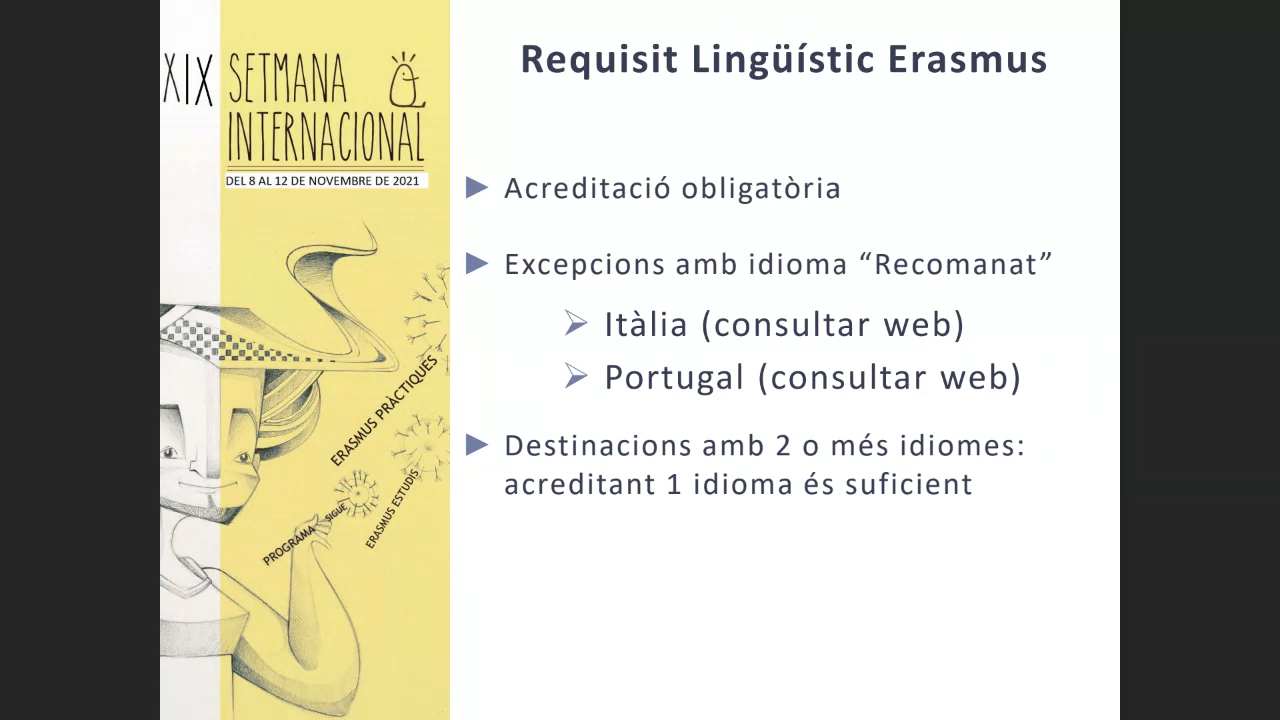 XIX SETMANA
INTERNACIONAL
DEL 8 AL 12 DE NOVEMBRE DE 2021
ERASMUS PRÀCTIQUES
ERASMUS ESTUDIS
SIGUE
PROGRAMA
Requisit Lingüístic Erasmus
► Acreditació obligatòria
► Excepcions amb idioma “Recomanat”
➢ Itàlia (consultar web)
➢ Portugal (consultar web)
► Destinacions amb 2 o més idiomes:
acreditant 1 idioma és suficient